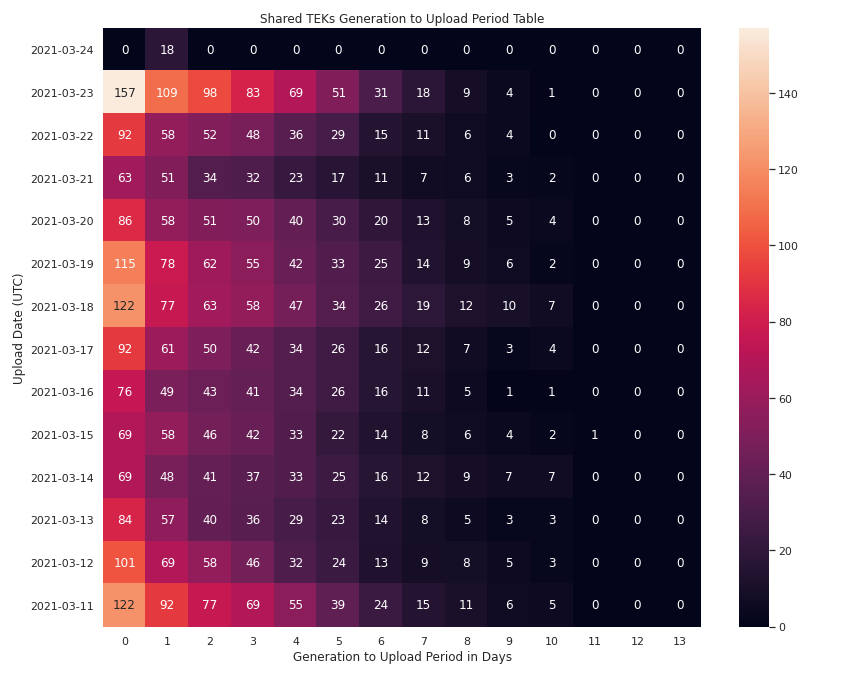 Shared TEKs Generation to Upload Period Table
2021-03-24 0 18 0 0 0 0 0 0 0 0 0 0 0 0
2021-03-23 157 109 98 83 69 51 31 18 9 4 1 0 0 0
140
2021-03-22 92 58 52 48 36 29 15 11 6 4 0 0 0 0
120
2021-03-21 63 51 34 32 23 17 11 7 6 3 2 0 0 0
2021-03-20 86 58 51 50 40 30 20 13 8 5 4 0 0 0
100
2021-03-19 115 78 62 55 42 33 25 14 9 6 2 0 0 0
2021-03-18 122 77 63 58 47 34 26 19 12 10 7 0 0 0
80
Upload Date (UTC)
2021-03-17 92 61 50 42 34 26 16 12 7 3 4 0 0 0
2021-03-16 76 49 43 41 34 26 16 11 5 1 1 0 0 0
60
2021-03-15 69 58 46 42 33 22 14 8 6 4 2 1 0 0
2021-03-14 69 48 41 37 33 25 16 12 9 7 7 0 0 0
40
2021-03-13 84 57 40 36 29 23 14 8 5 3 3 0 0 0
2021-03-12 101 69 58 46 32 24 13 9 8 5 3 0 0 0
20
2021-03-11 122 92 77 69 55 39 24 15 11 6 5 0 0 0
0
0 1 2 3 4 5 6 7 8 9 10 11 12 13
Generation to Upload Period in Days